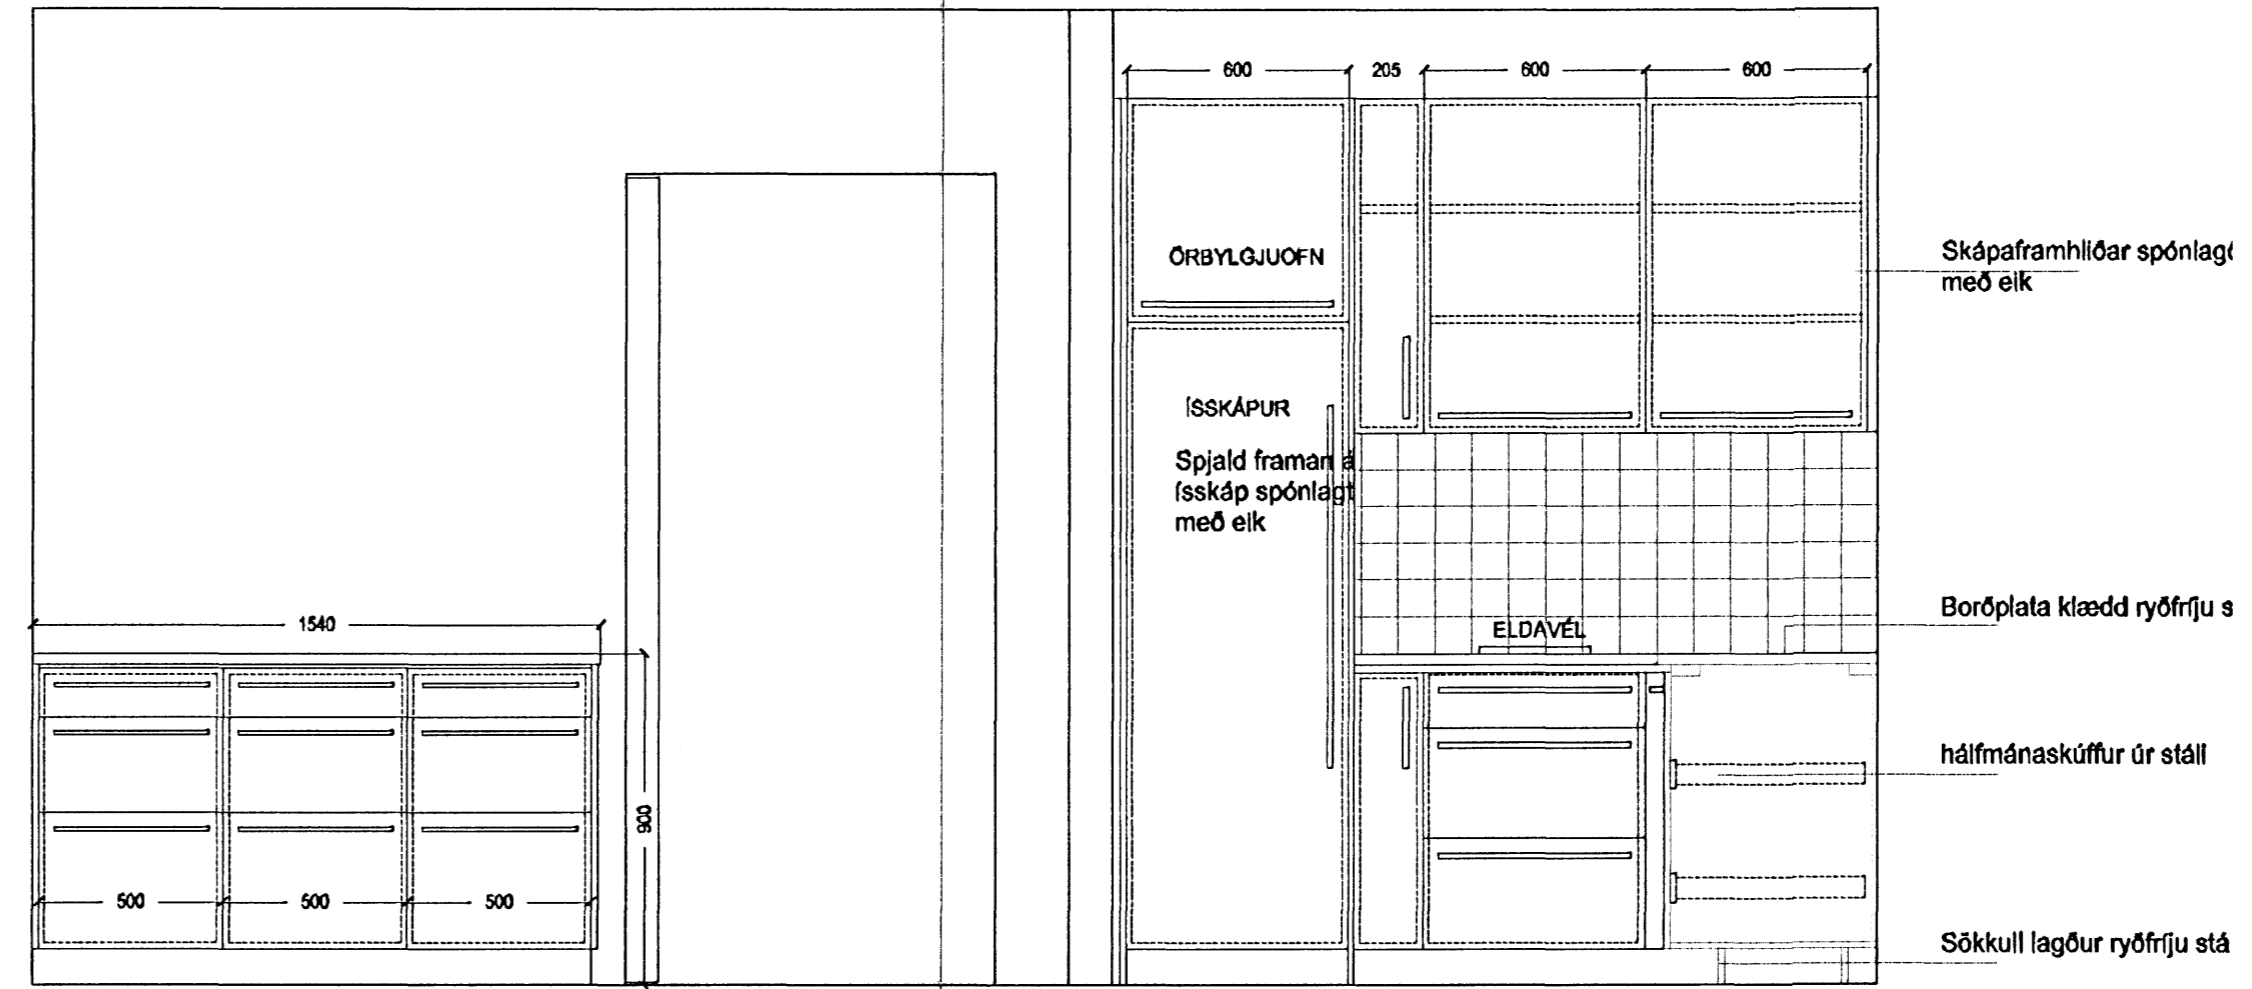 600
205
600
600
ÖRBYLGJUOFN
Skápaframhliðar spónlagð
með eik
ÍSSKÁPUR
Spjald framan á
ísskáp spónlagt
með eik
1540
Borðplata klædd ryðfríju s
ELDAVÉL
hálfmánaskúffur úr stáli
900
500
500
500
Sökkull lagður ryðfríju stá